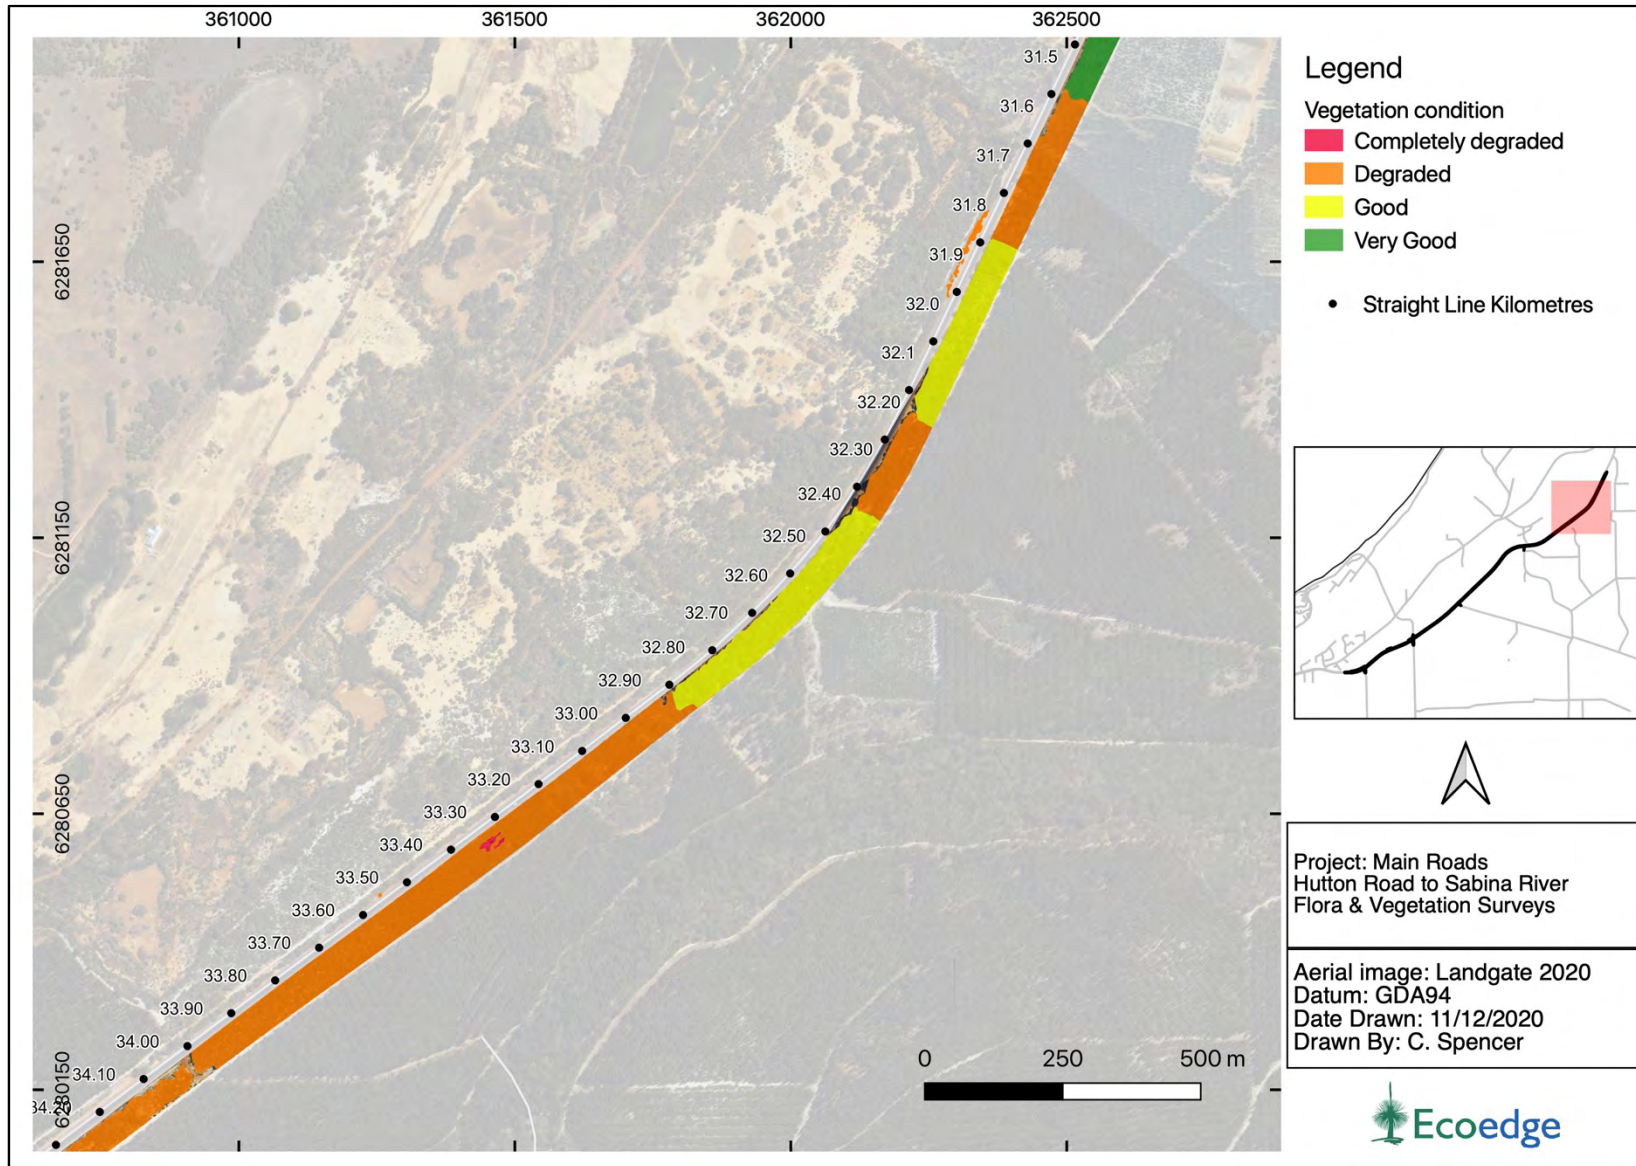 361000
361500
362000
362500
31.5
31.6
31.7
31.8
31.9
32.0
32.1
32.20
32.30
32.40
32.50
32.60
32.70
32.80
32.90
33.00
33.10
33.20
33.30
33.40
33.50
33.60
33.70
33.80
33.90
34.00
34.10
34.20
6281650
6281150
6280650
6280150
0 250 500 m
Legend
Vegetation condition
Completely degraded
Degraded
Good
Very Good
Straight Line Kilometres
Project: Main Roads
Hutton Road to Sabina River
Flora & Vegetation Surveys
Aerial image: Landgate 2020
Datum: GDA94
Date Drawn: 11/12/2020
Drawn By: C. Spencer
Ecoedge